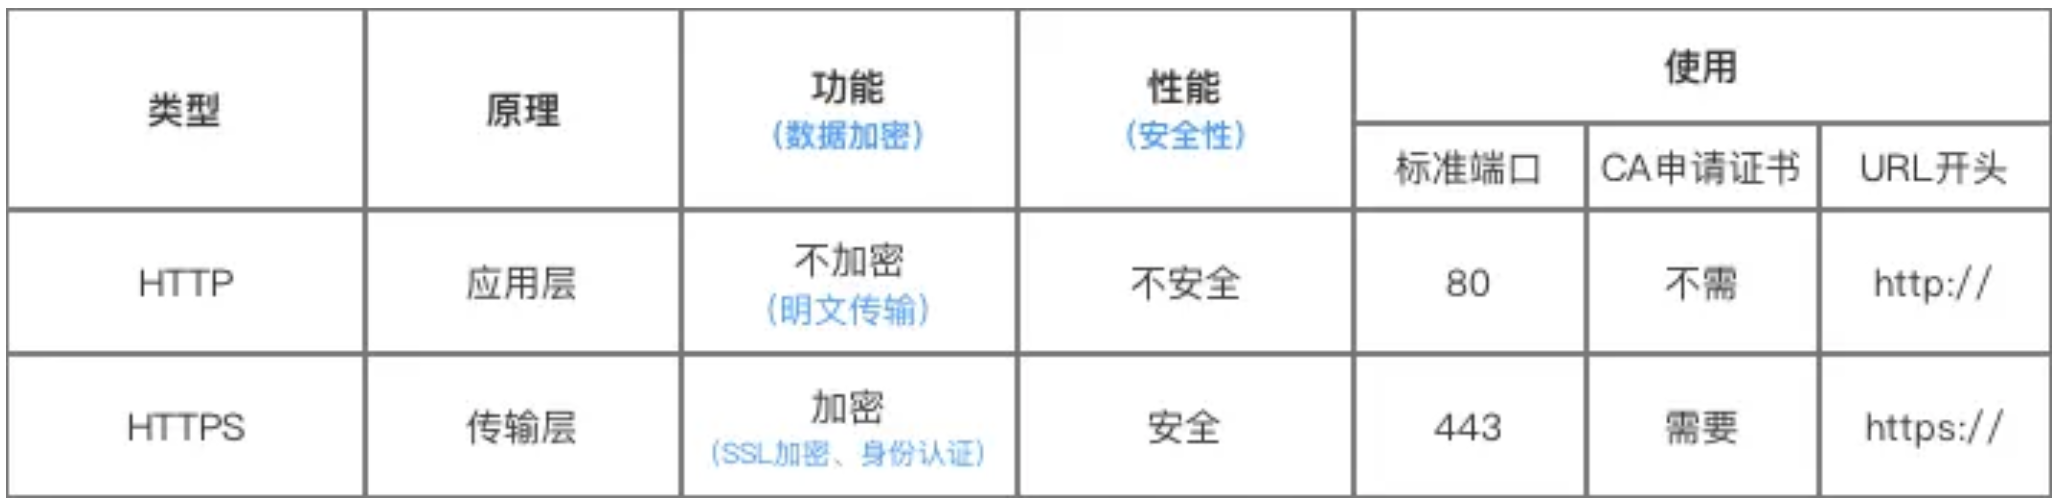 类型
原理
功能
（数据加密）
性能
（安全性）
使用
标准端口
CA申请证书
URL开头
HTTP
应用层
不加密
（明文传输）
不安全
80
不需
http://
HTTPS
传输层
加密
（SSL加密、身份认证）
安全
443
需要
https://